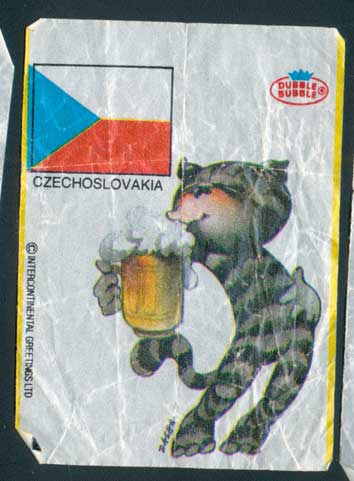 DUBBLE
BUBBLE
CZECHOSLOVAKIA
© INTERCONTINENTAL GREETINGS LTD